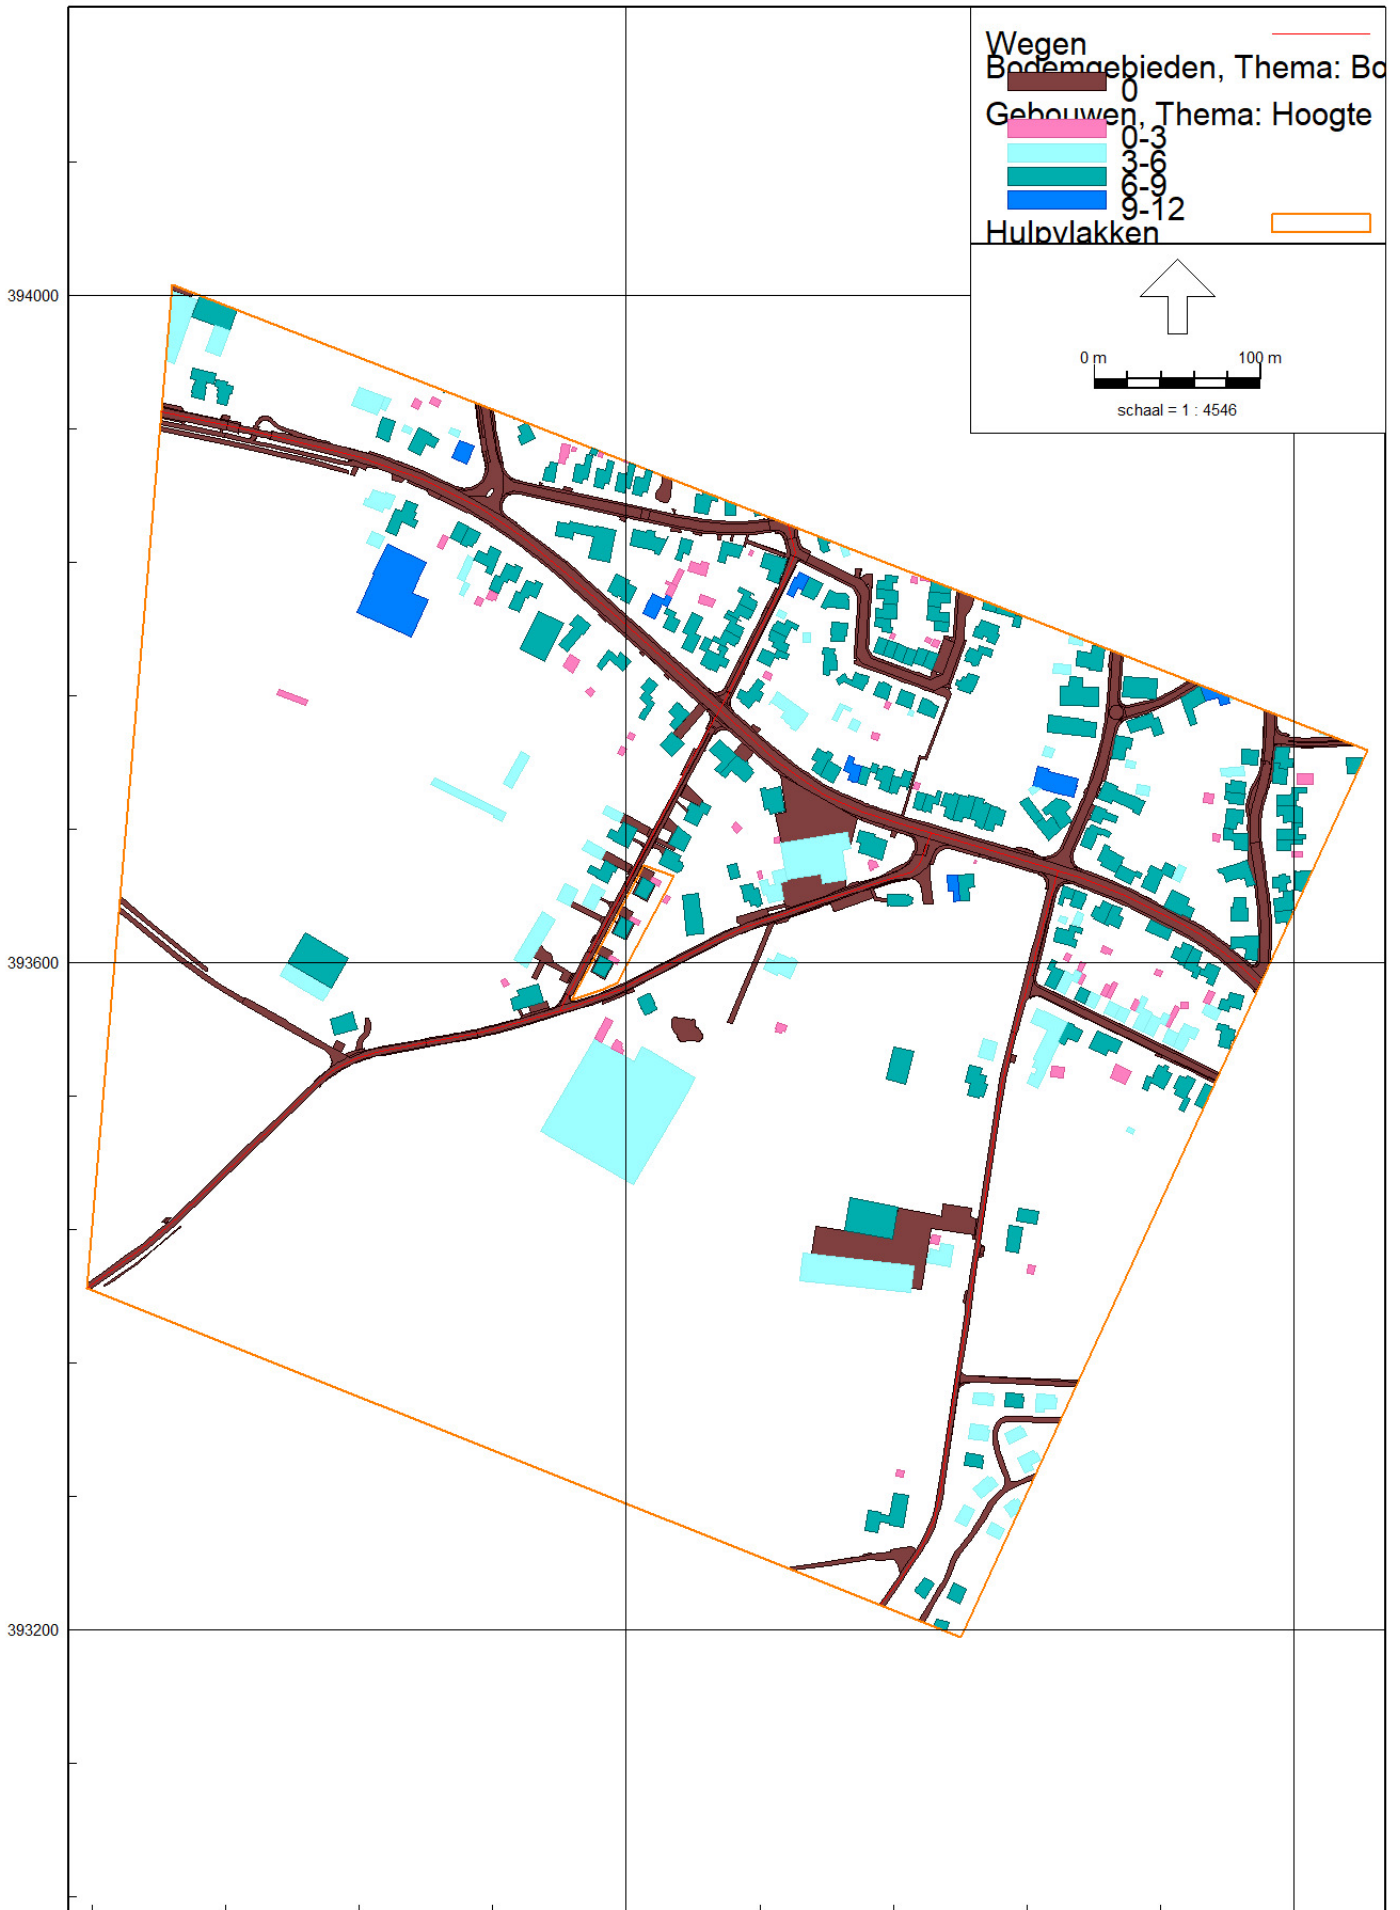 Wegen
Bodemgebieden, Thema: Bo
0
Gebouwen, Thema: Hoogte
0-3
3-6
6-9
9-12
Hulpvlakken
394000
0 m 100 m
schaal = 1 : 4546
393600
393200